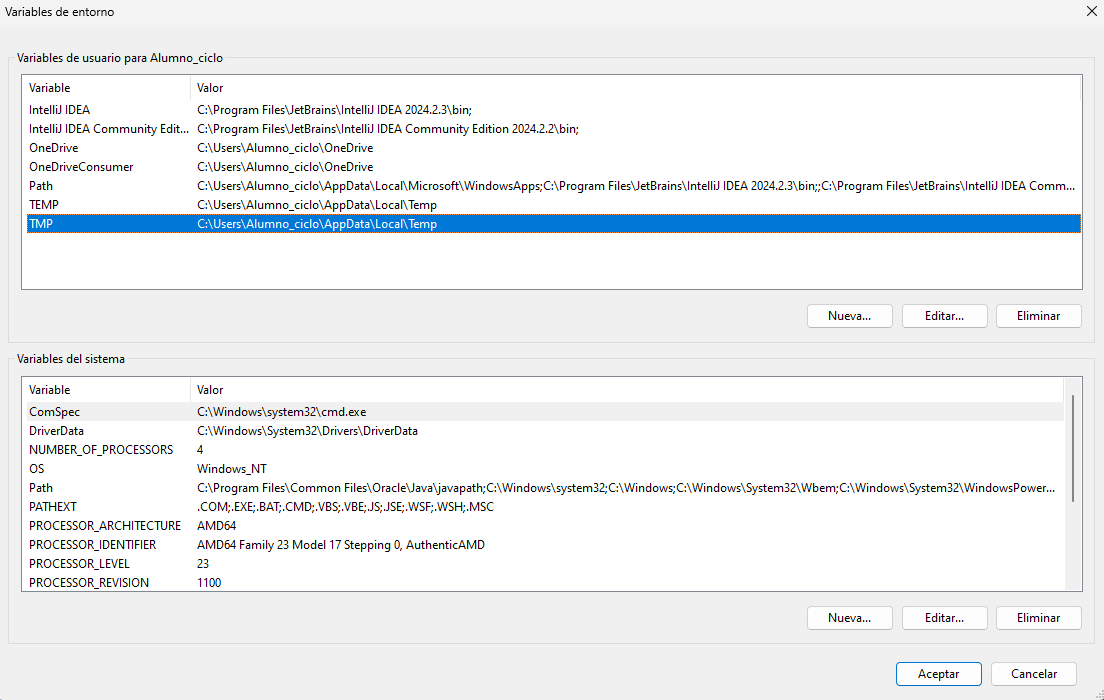 Variables de entorno
Variables de usuario para Alumno_ciclo
Variable Valor
IntelliJ IDEA C:\Program Files\JetBrains\IntelliJ IDEA 2024.2.3\bin;
IntelliJ IDEA Community Edit... C:\Program Files\JetBrains\IntelliJ IDEA Community Edition 2024.2.2\bin;
OneDrive C:\Users\Alumno_ciclo\OneDrive
OneDriveConsumer C:\Users\Alumno_ciclo\OneDrive
Path C:\Users\Alumno_ciclo\AppData\Local\Microsoft\WindowsApps;C:\Program Files\JetBrains\IntelliJ IDEA 2024.2.3\bin;;C:\Program Files\JetBrains\IntelliJ IDEA Comm...
TEMP C:\Users\Alumno_ciclo\AppData\Local\Temp
TMP C:\Users\Alumno_ciclo\AppData\Local\Temp
Nueva... Editar... Eliminar
Variables del sistema
Variable Valor
ComSpec C:\Windows\system32\cmd.exe
DriverData C:\Windows\System32\Drivers\DriverData
NUMBER_OF_PROCESSORS 4
OS Windows_NT
Path C:\Program Files\Common Files\Oracle\Java\javapath;C:\Windows\system32;C:\Windows;C:\Windows\System32\Wbem;C:\Windows\System32\WindowsPower...
PATHEXT .COM;.EXE;.BAT;.CMD;.VBS;.VBE;.JS;.JSE;.WSF;.WSH;.MSC
PROCESSOR_ARCHITECTURE AMD64
PROCESSOR_IDENTIFIER AMD64 Family 23 Model 17 Stepping 0, AuthenticAMD
PROCESSOR_LEVEL 23
PROCESSOR_REVISION 1100
Nueva... Editar... Eliminar
Aceptar Cancelar